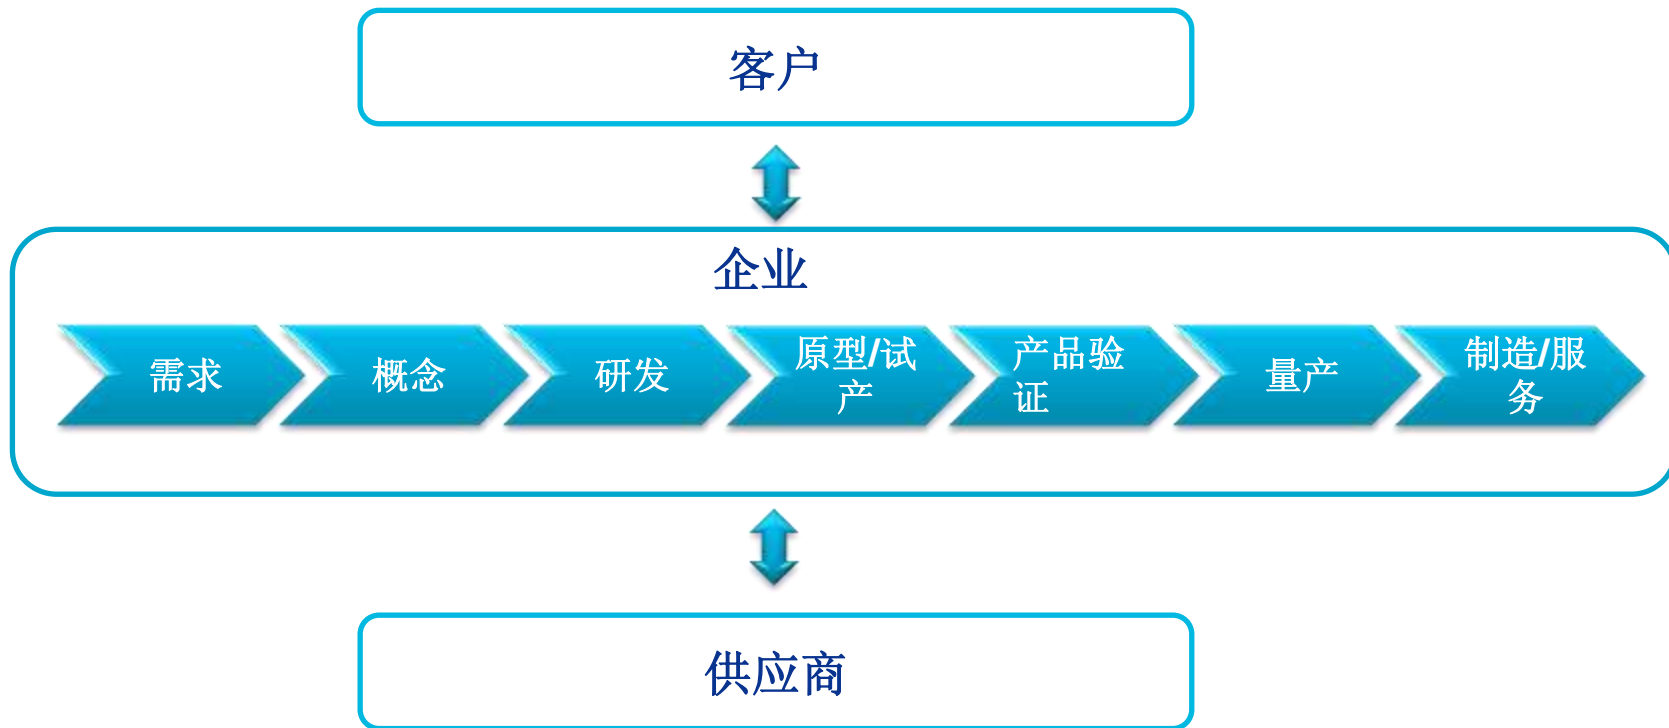 客户
企业
需求
概念
研发
原型/试
产
产品验
证
量产
制造/服
务
供应商